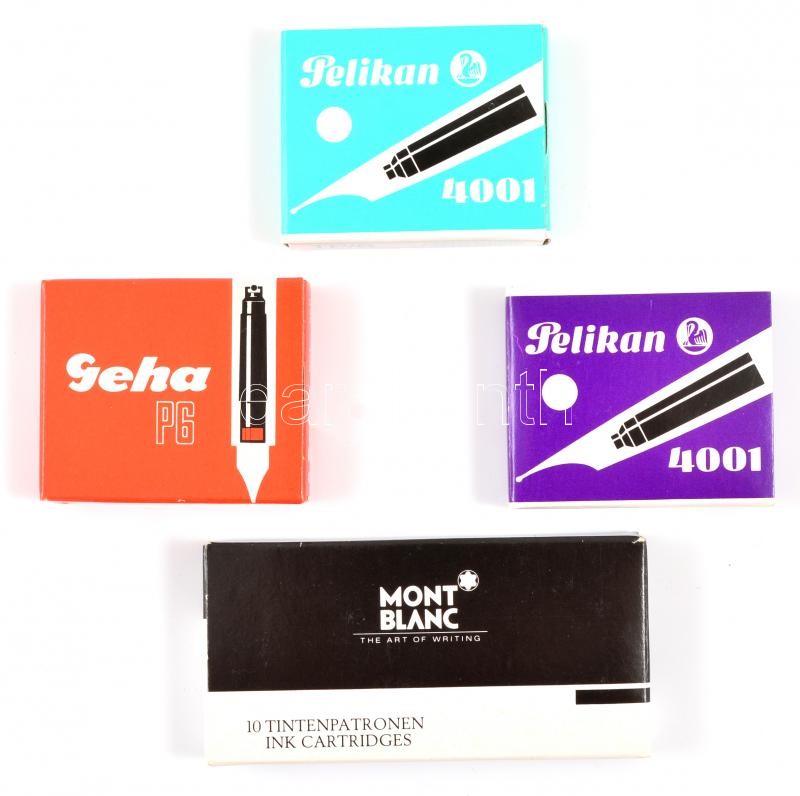 Pelikan
4001
Geha
P6
Pelikan
4001
MONT
BLANC
THE ART OF WRITING
10 TINTENPATRONEN
INK CARTRIDGES